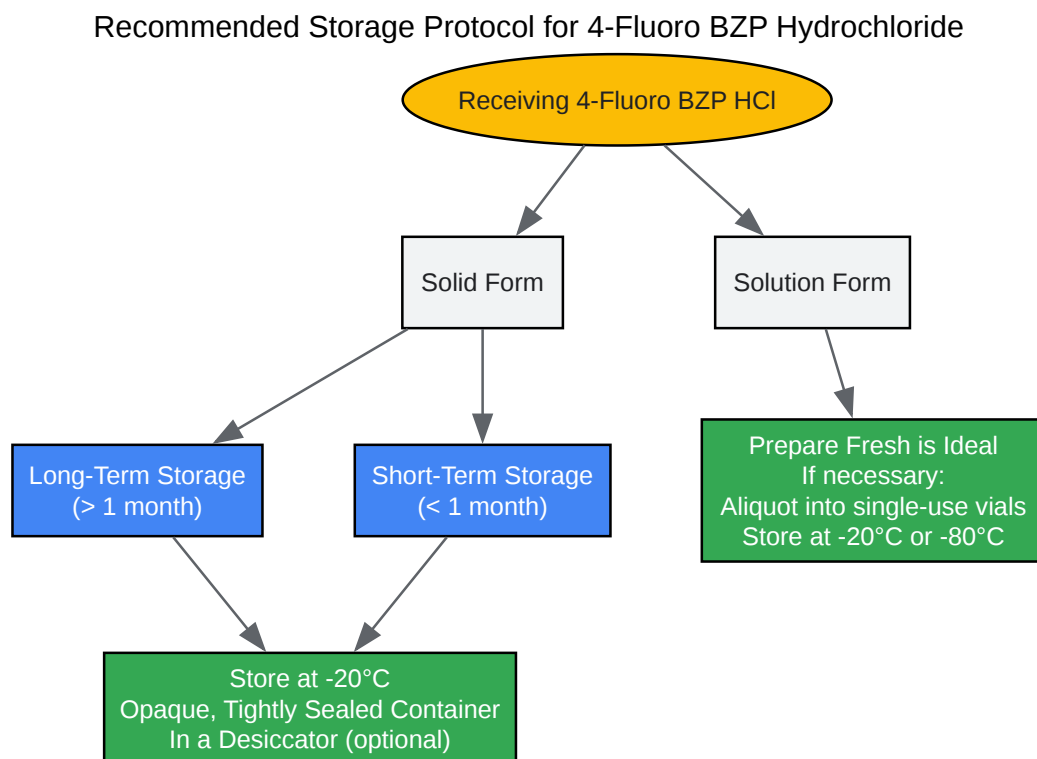 Recommended Storage Protocol for 4-Fluoro BZP Hydrochloride
Receiving 4-Fluoro BZP HCl
Solid Form
Solution Form
Long-Term Storage
(> 1 month)
Short-Term Storage
(< 1 month)
Prepare Fresh is Ideal
If necessary:
Aliquot into single-use vials
Store at -20°C or -80°C
Store at -20°C
Opaque, Tightly Sealed Container
In a Desiccator (optional)